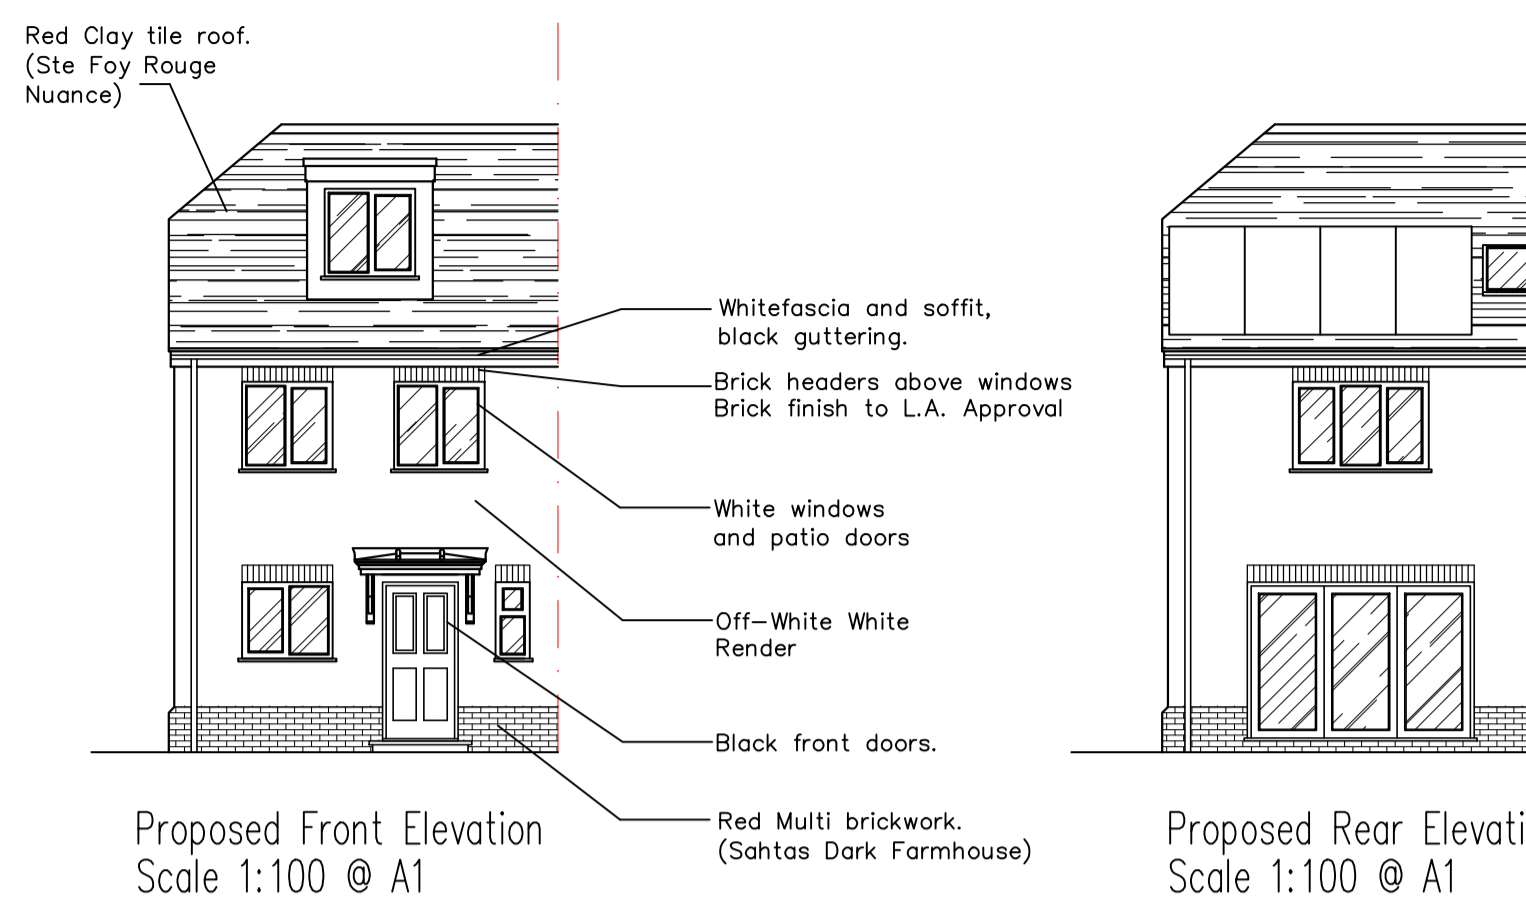 Red Clay tile roof.
(Ste Foy Rouge
Nuance)
Whitefascia and soffit,
black guttering.
Brick headers above windows
Brick finish to L.A. Approval
White windows
and patio doors
Off-White White
Render
Black front doors.
Red Multi brickwork.
(Sahtas Dark Farmhouse)
Proposed Front Elevation
Scale 1:100 @ A1
Proposed Rear Elevati
Scale 1:100 @ A1